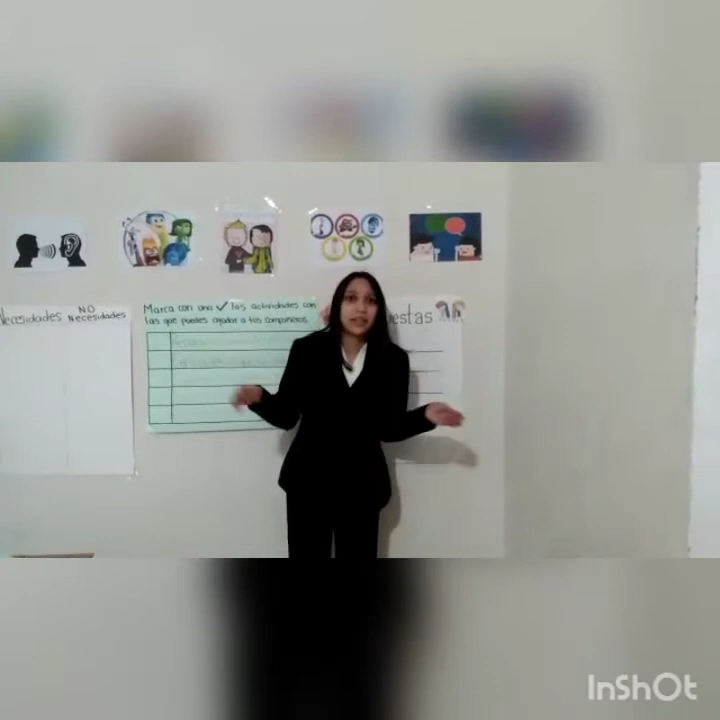 Necesidades
NO
Necesidades
Marca con una ✓ las actividades con
las que puedes ayudar a tus compañeros
estas
InShOt